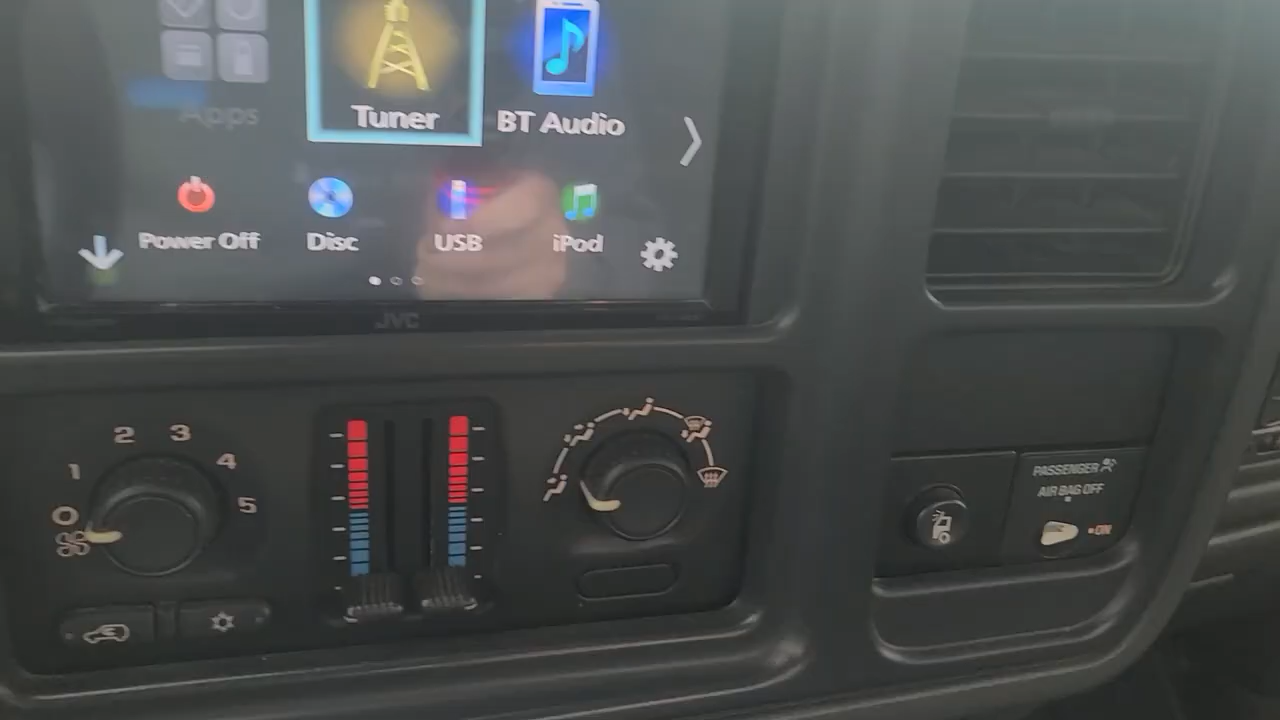 Apps
Tuner
BT Audio
Power Off
Disc
USB
iPod
JVC
0
1
2
3
4
5
PASSENGER
AIR BAG OFF
•ON